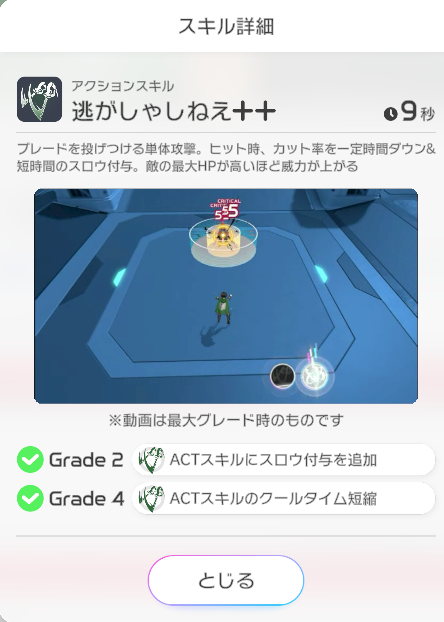 スキル詳細
アクションスキル
逃がしゃしねえ++
9秒
ブレードを投げつける単体攻撃。ヒット時、カット率を一定時間ダウン&
短時間のスロウ付与。敵の最大HPが高いほど威力が上がる
CRITICAL
※動画は最大グレード時のものです
Grade 2 ACTスキルにスロウ付与を追加
Grade 4 ACTスキルのクールタイム短縮
とじる